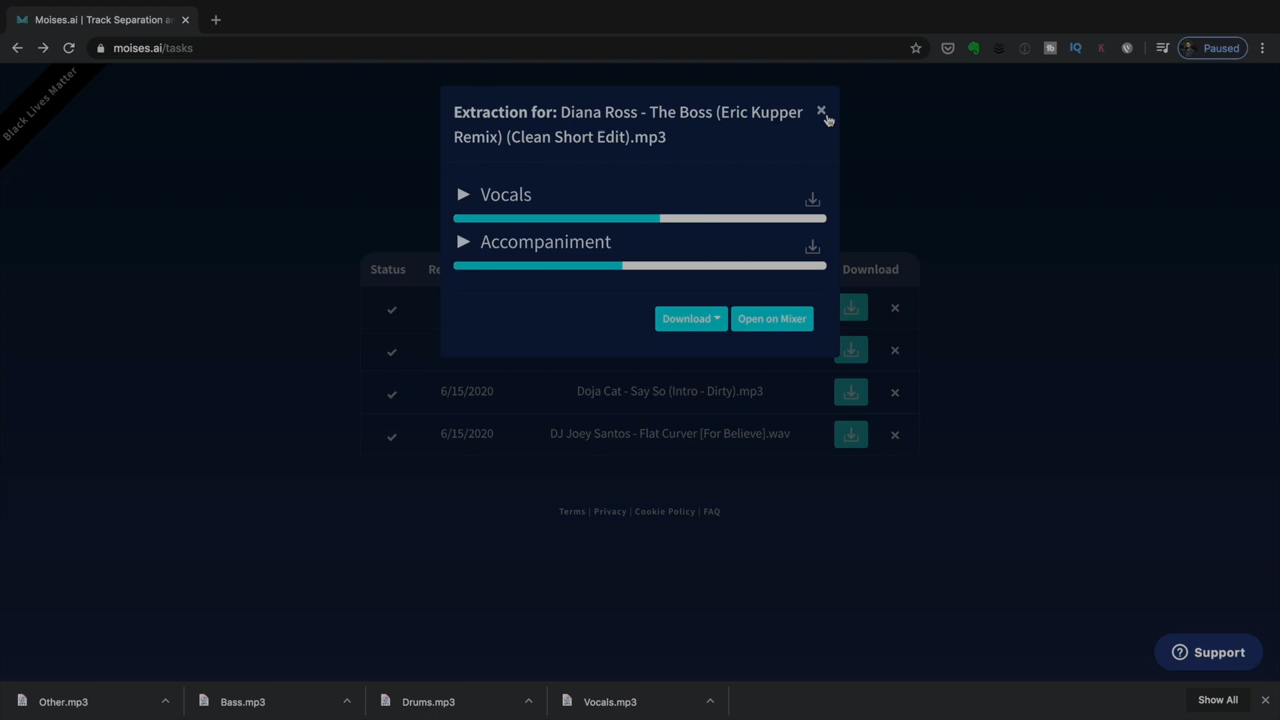 Moises.ai | Track Separation a
moises.ai/tasks
Paused
Black Lives Matter
Extraction for: Diana Ross - The Boss (Eric Kupper
Remix) (Clean Short Edit).mp3
Vocals
Accompaniment
Download
Open on Mixer
Status
Re
Download
6/15/2020
Doja Cat - Say So (Intro - Dirty).mp3
6/15/2020
DJ Joey Santos - Flat Curver [For Believe].wav
Terms | Privacy | Cookie Policy | FAQ
Support
Other.mp3
Bass.mp3
Drums.mp3
Vocals.mp3
Show All